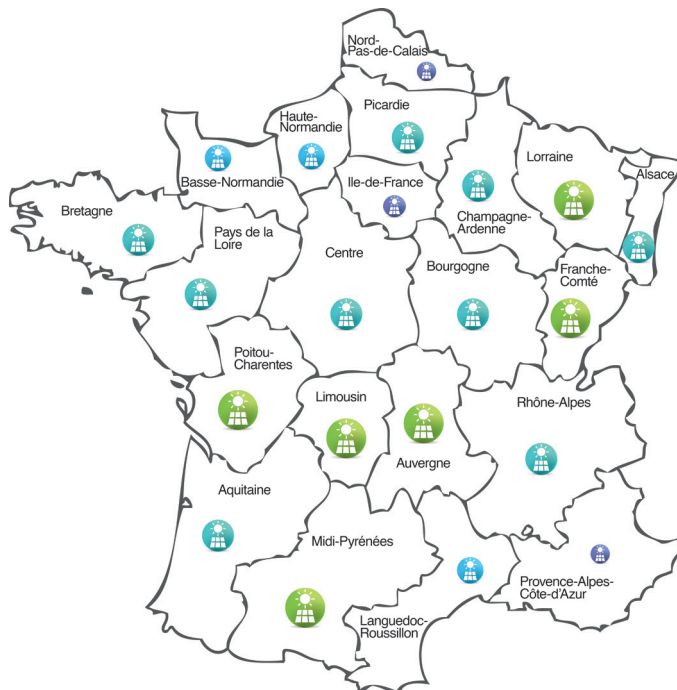 Nord-
Pas-de-Calais
Picardie
Haute-
Normandie
Basse-Normandie
Ile-de-France
Lorraine
Alsace
Champagne-
Ardenne
Bretagne
Pays de la
Loire
Centre
Bourgogne
Franche-
Comté
Poitou-
Charentes
Limousin
Auvergne
Rhône-Alpes
Aquitaine
Midi-Pyrénées
Languedoc-
Roussillon
Provence-Alpes-
Côte-d'Azur